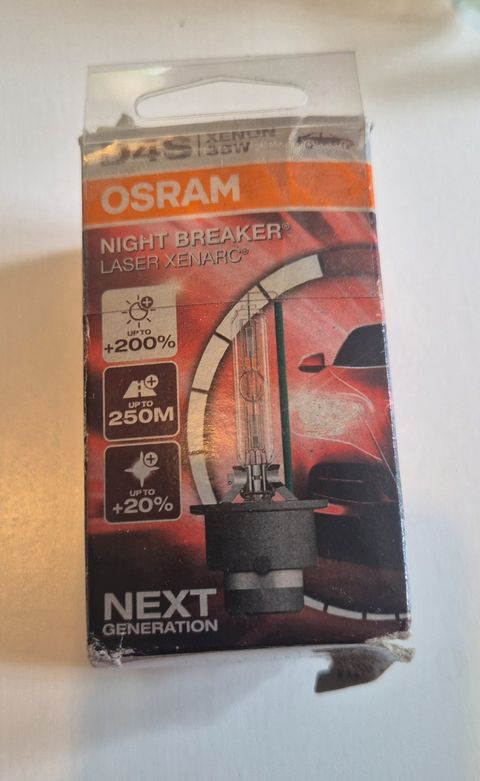 D4S XENON
35W
OSRAM
NIGHT BREAKER®
LASER XENARC®
UP TO
+200%
UP TO
250M
UP TO
+20%
NEXT
GENERATION